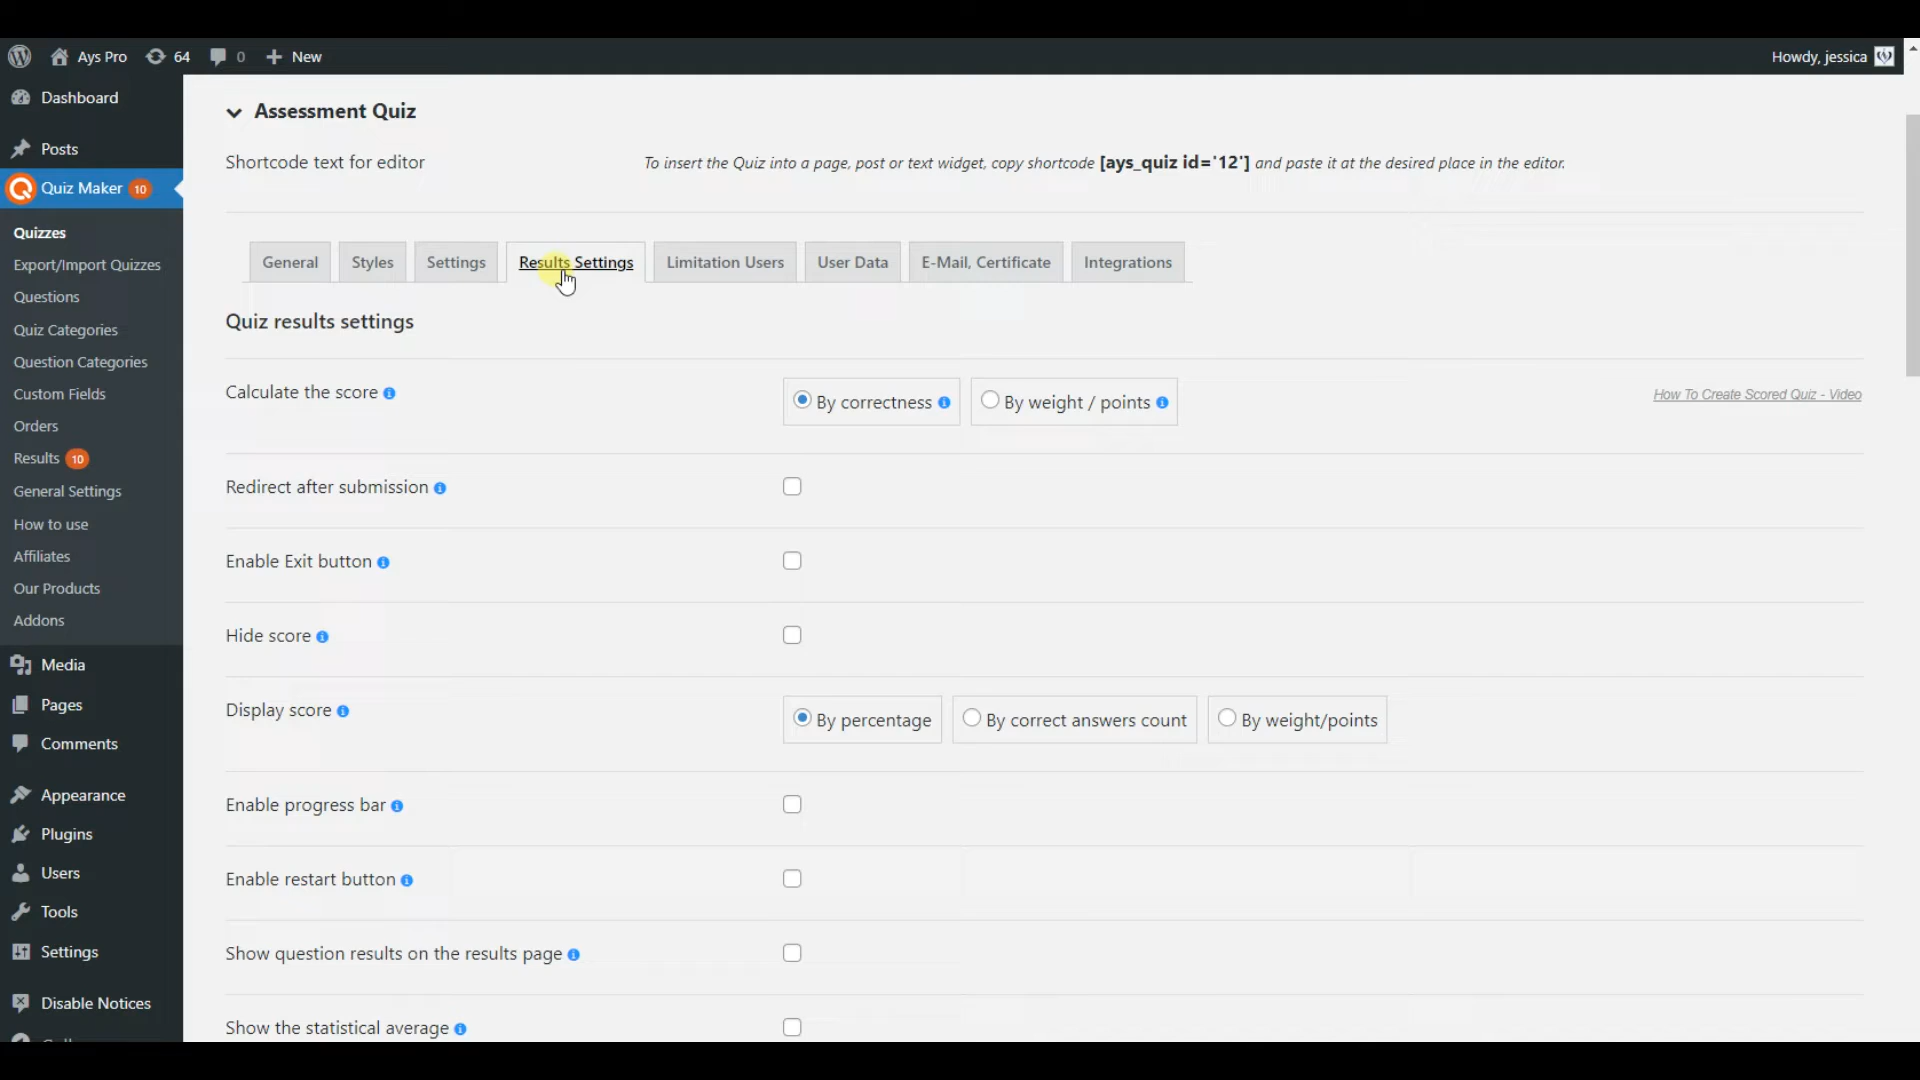 Ays Pro 64 0 New
Howdy, jessica
Dashboard
Posts
Quiz Maker 10
Quizzes
Export/Import Quizzes
Questions
Quiz Categories
Question Categories
Custom Fields
Orders
Results 10
General Settings
How to use
Affiliates
Our Products
Addons
Media
Pages
Comments
Appearance
Plugins
Users
Tools
Settings
Disable Notices
Assessment Quiz
Shortcode text for editor
To insert the Quiz into a page, post or text widget, copy shortcode [ays_quiz id='12'] and paste it at the desired place in the editor.
General Styles Settings Results Settings Limitation Users User Data E-Mail, Certificate Integrations
Quiz results settings
Calculate the score
By correctness By weight / points
How To Create Scored Quiz - Video
Redirect after submission
Enable Exit button
Hide score
Display score
By percentage By correct answers count By weight/points
Enable progress bar
Enable restart button
Show question results on the results page
Show the statistical average